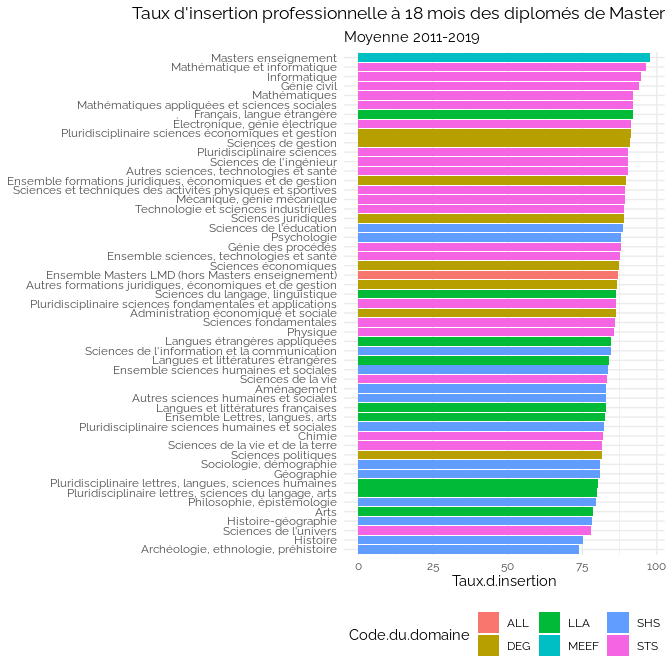 Taux d'insertion professionnelle à 18 mois des diplomés de Master
Moyenne 2011-2019
Masters enseignement
Mathématique et informatique
Informatique
Génie civil
Mathématiques
Mathématiques appliquées et sciences sociales
Français, langue étrangère
Électronique, génie électrique
Pluridisciplinaire sciences économiques et gestion
Sciences de gestion
Pluridisciplinaire sciences
Sciences de l'ingénieur
Autres sciences, technologies et santé
Ensemble formations juridiques, économiques et de gestion
Sciences et techniques des activités physiques et sportives
Mécanique, génie mécanique
Technologie et sciences industrielles
Sciences juridiques
Sciences de l'éducation
Psychologie
Génie des procédés
Ensemble sciences, technologies et santé
Sciences économiques
Ensemble Masters LMD (hors Masters enseignement)
Autres formations juridiques, économiques et de gestion
Sciences du langage, linguistique
Pluridisciplinaire sciences fondamentales et applications
Administration économique et sociale
Sciences fondamentales
Physique
Langues étrangères appliquées
Sciences de l'information et la communication
Langues et littératures étrangères
Ensemble sciences humaines et sociales
Sciences de la vie
Aménagement
Autres sciences humaines et sociales
Langues et littératures françaises
Ensemble Lettres, langues, arts
Pluridisciplinaire sciences humaines et sociales
Chimie
Sciences de la vie et de la terre
Sciences politiques
Sociologie, démographie
Géographie
Pluridisciplinaire lettres, langues, sciences humaines
Pluridisciplinaire lettres, sciences du langage, arts
Philosophie, épistémologie
Arts
Histoire-géographie
Sciences de l'univers
Histoire
Archéologie, ethnologie, préhistoire
0 25 50 75 100
Taux.d.insertion
Code.du.domaine
ALL LLA SHS
DEG MEEF STS